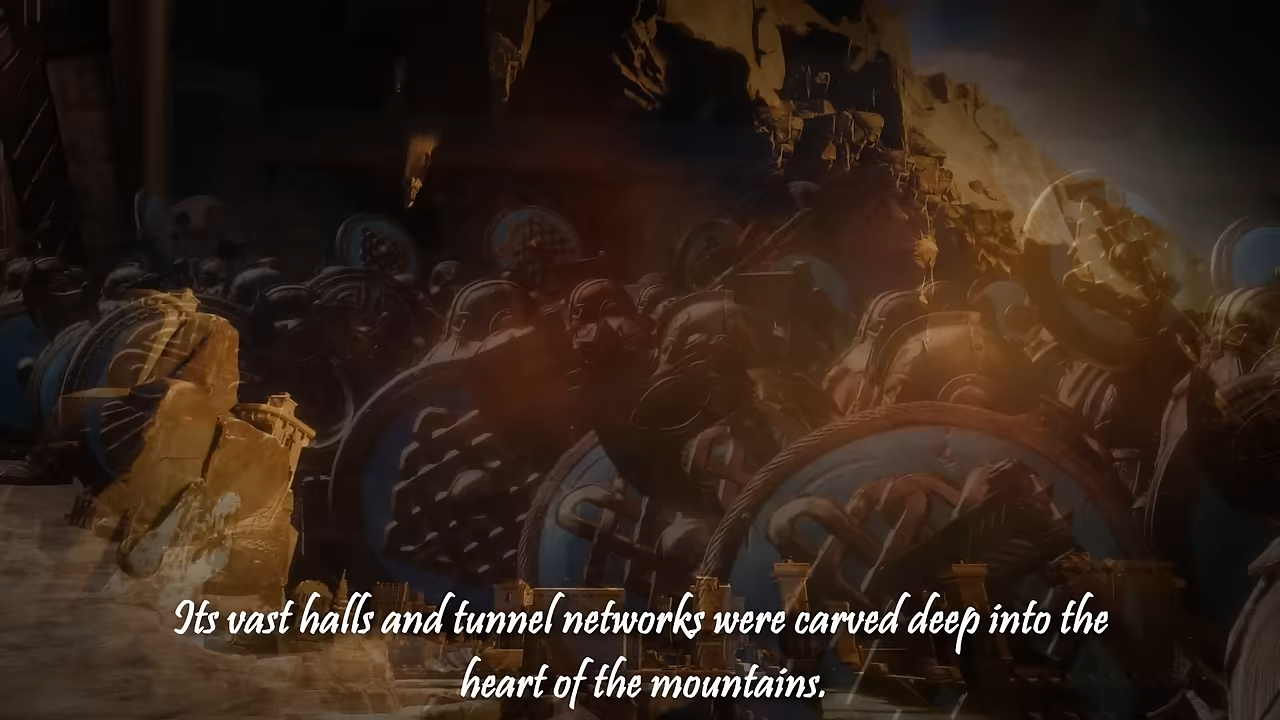 Its vast halls and tunnel networks were carved deep into the
heart of the mountains.